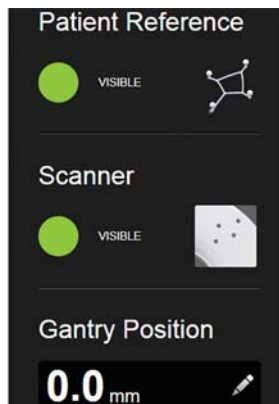 Patient Reference
VISIBLE
Scanner
VISIBLE
Gantry Position
0.0 mm